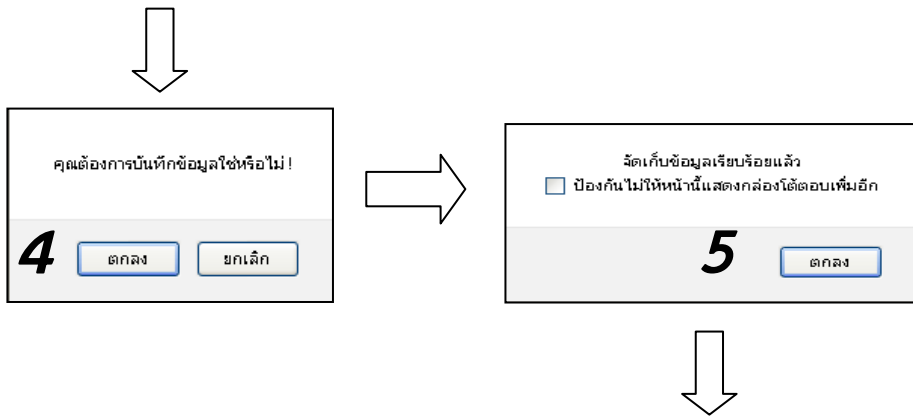 คุณต้องการบันทึกข้อมูลใช่หรือไม่ !
4 ตกลง ยกเลิก
จัดเก็บข้อมูลเรียบร้อยแล้ว
ป้องกันไม่ให้หน้านี้แสดงกล่องโต้ตอบเพิ่มอีก
5 ตกลง